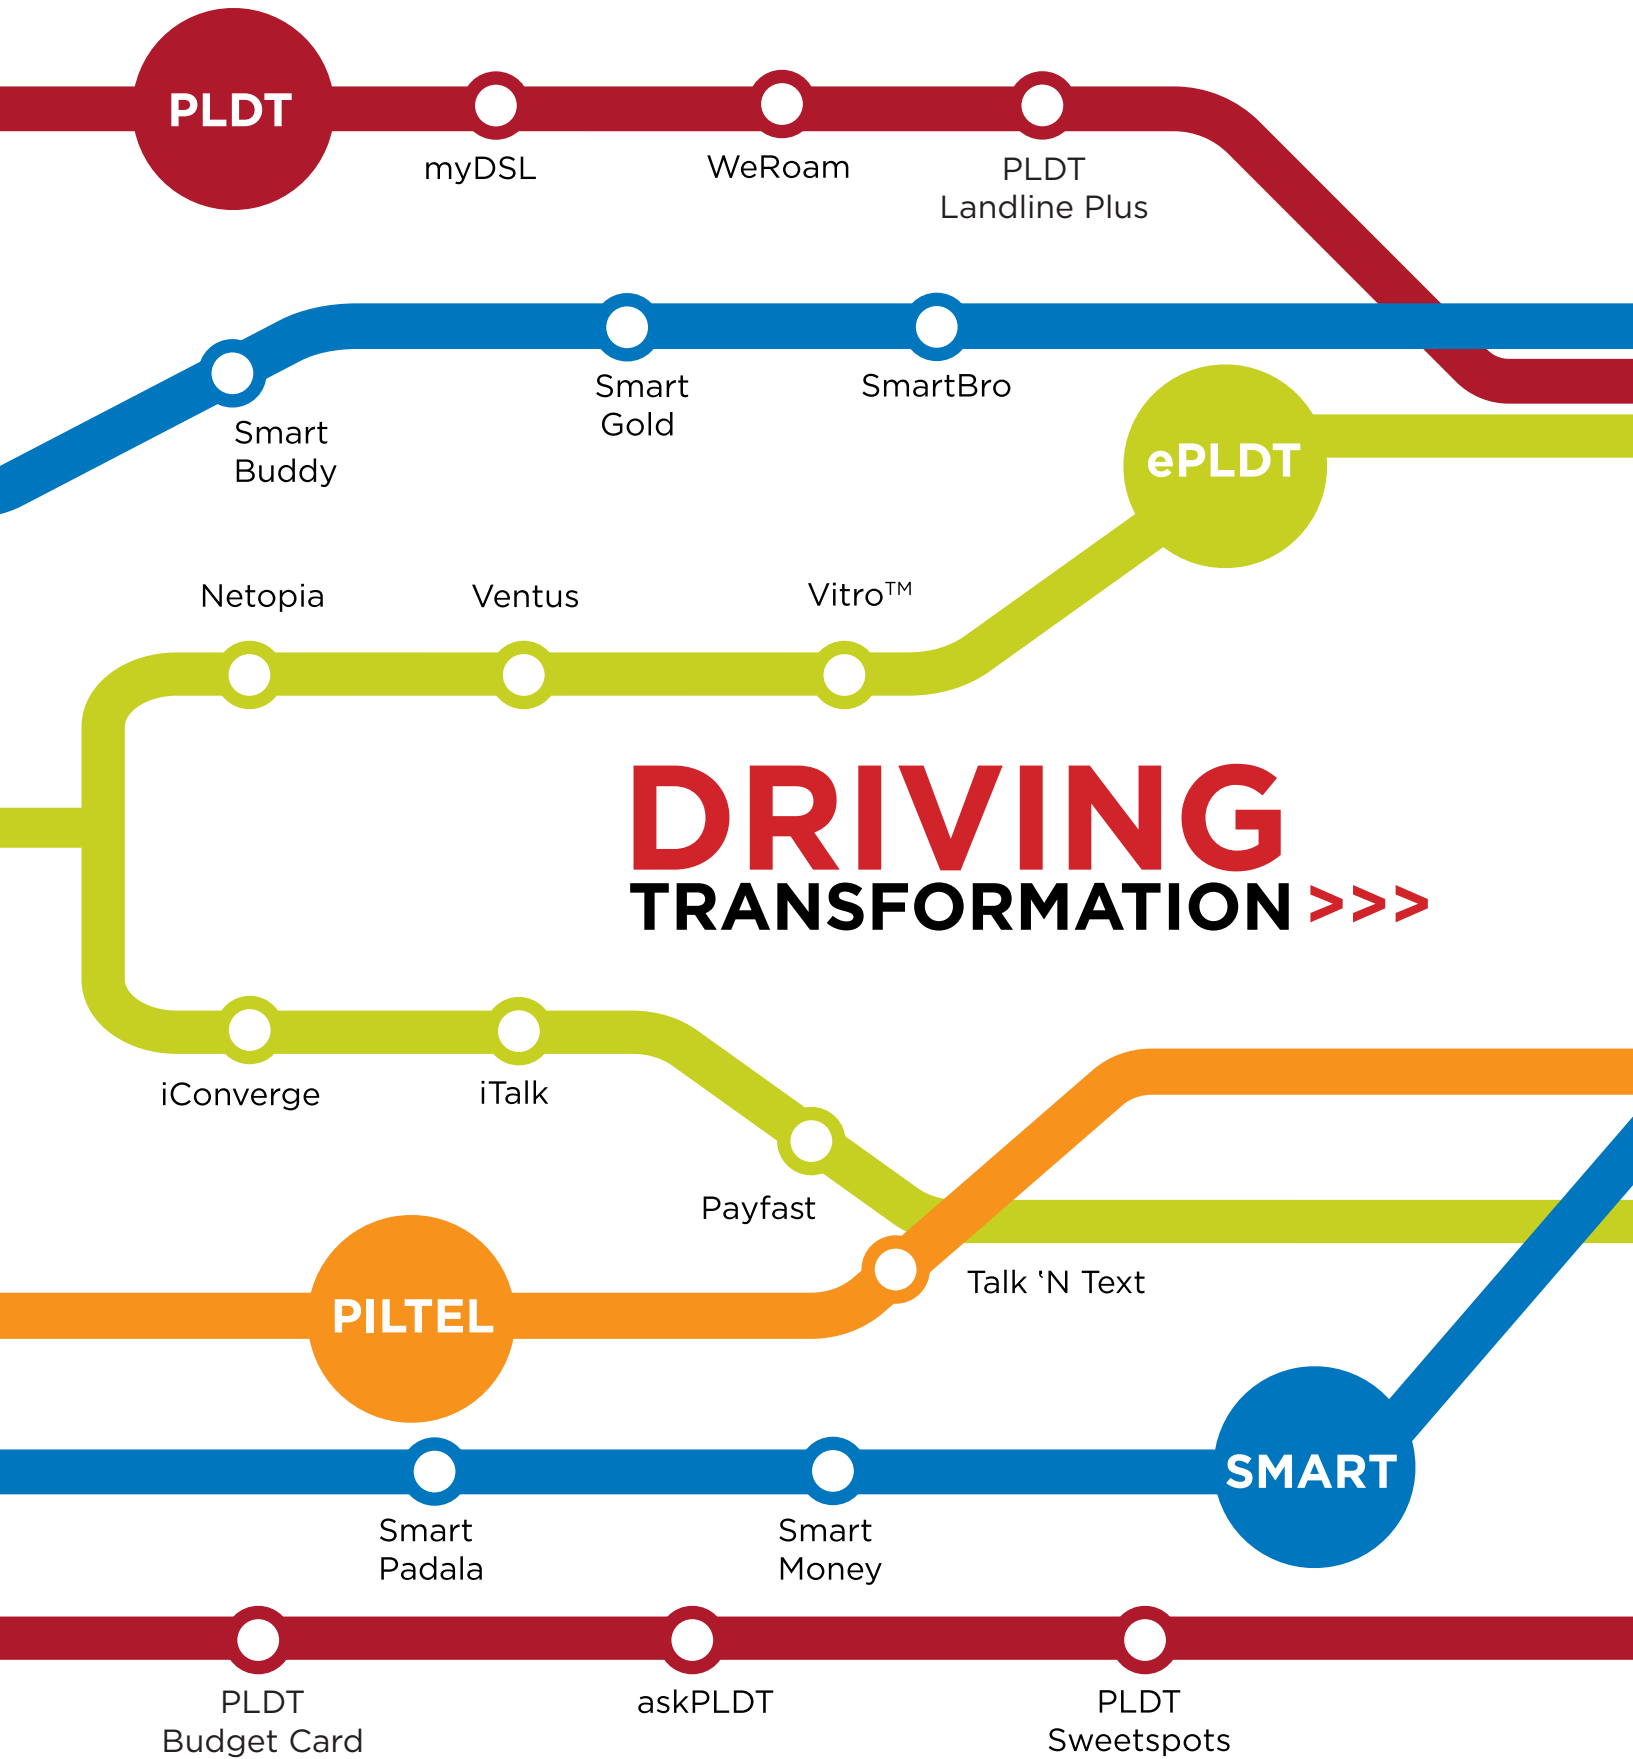 PLDT
myDSL
WeRoam
PLDT
Landline Plus
Smart
Buddy
Smart
Gold
SmartBro
ePLDT
Netopia
Ventus
Vitro™
DRIVING
TRANSFORMATION >>>
iConverge
iTalk
Payfast
Talk ‛N Text
PILTEL
SMART
Smart
Padala
Smart
Money
PLDT
Budget Card
askPLDT
PLDT
Sweetspots